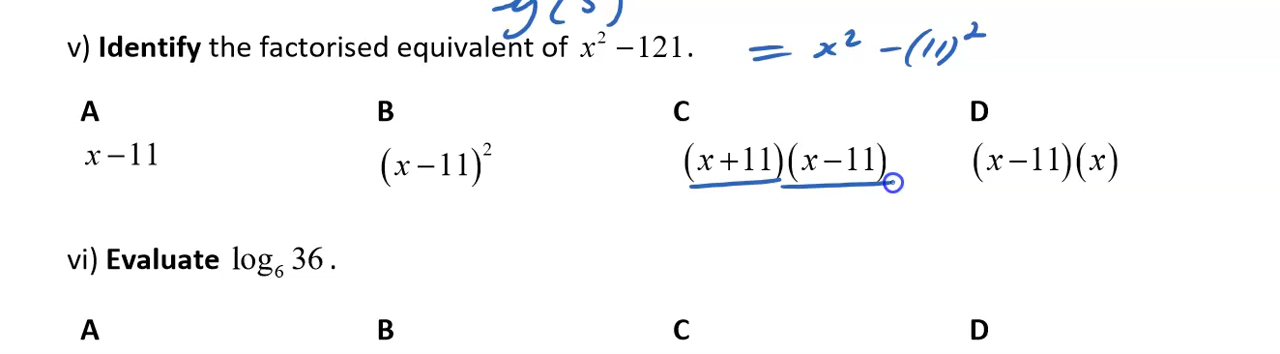 y(5)
v) Identify the factorised equivalent of x² −121. = x² −(11)²
A B C D
x−11 (x−11)² (x+11)(x−11) (x−11)(x)
vi) Evaluate log₆ 36.
A B C D